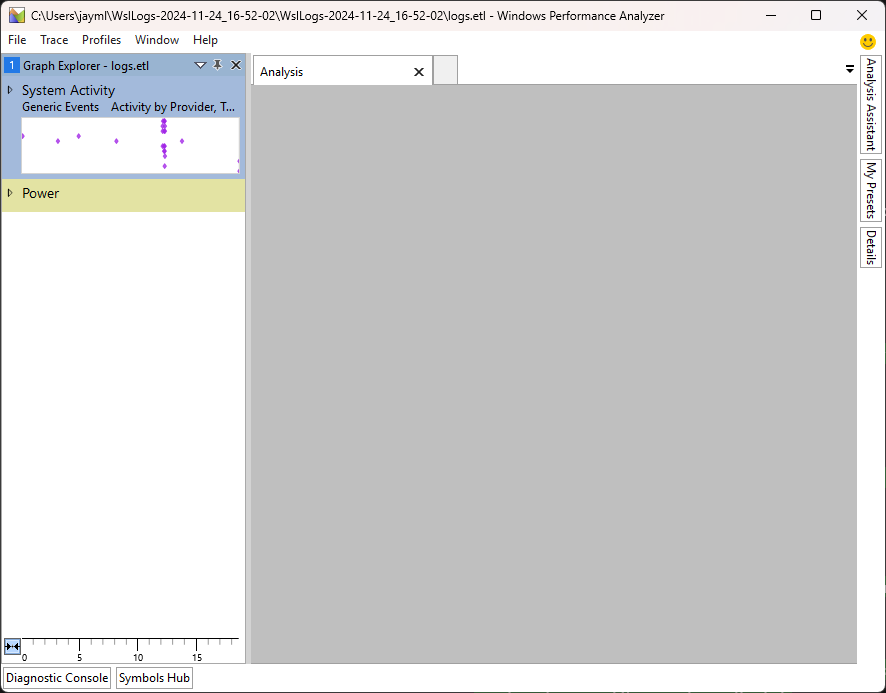 C:\Users\jayml\WslLogs-2024-11-24_16-52-02\WslLogs-2024-11-24_16-52-02\logs.etl - Windows Performance Analyzer
File Trace Profiles Window Help
1 Graph Explorer - logs.etl
Analysis
System Activity
Generic Events Activity by Provider, T...
Power
0 5 10 15
Analysis Assistant
My Presets
Details
Diagnostic Console Symbols Hub